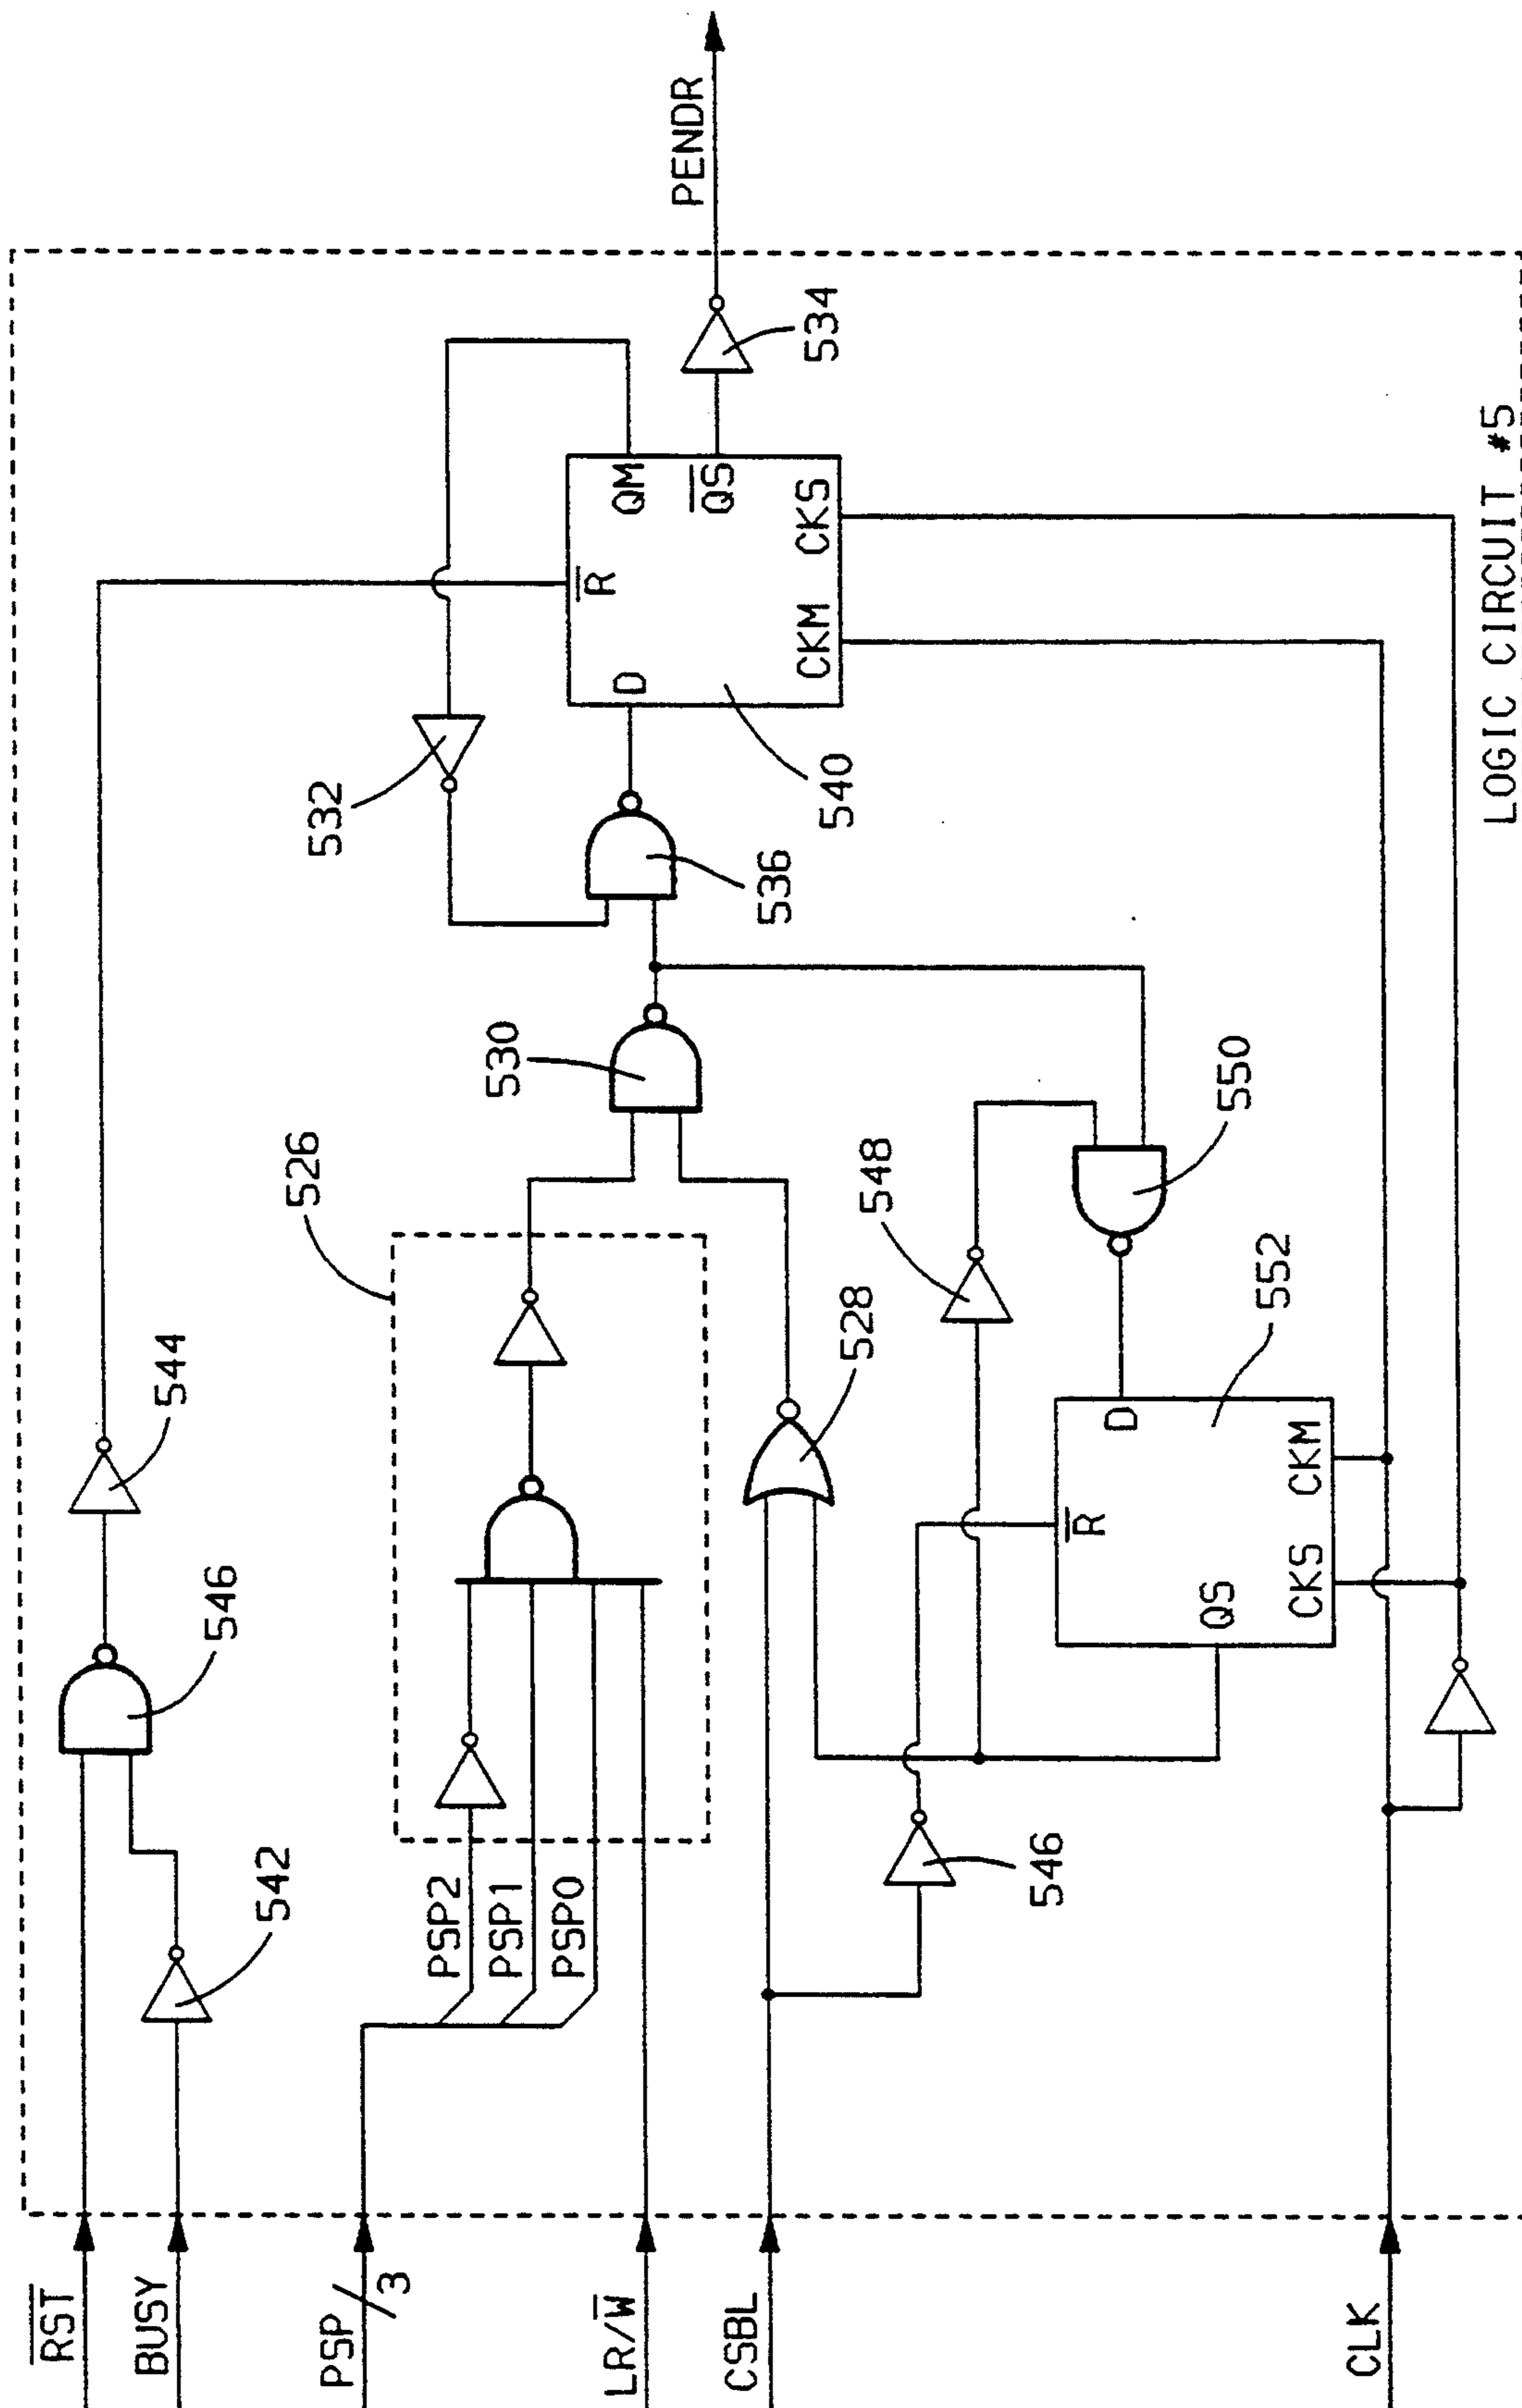 RST
BUSY
PSP
3
LR/W
CSBL
CLK
542
546
544
PSP2
PSP1
PSP0
526
546
528
548
530
550
552
R
D
QS
CKS
CKM
532
536
540
D
R
QM
QS
CKM
CKS
534
PENDR
LOGIC CIRCUIT #5